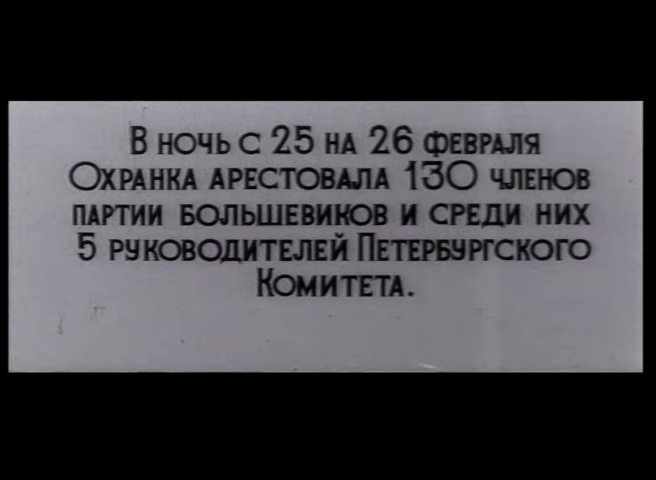 В ночь с 25 на 26 февраля
Охранка арестовала 130 членов
партии большевиков и среди них
5 руководителей Петербургского
Комитета.